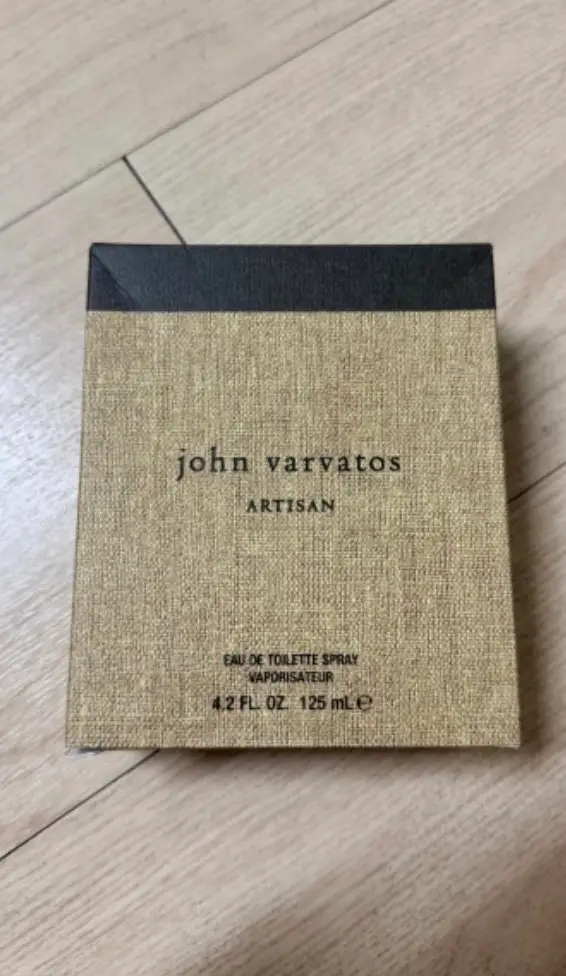 john varvatos
ARTISAN
EAU DE TOILETTE SPRAY
VAPORISATEUR
4.2 FL. OZ. 125 mL ℮